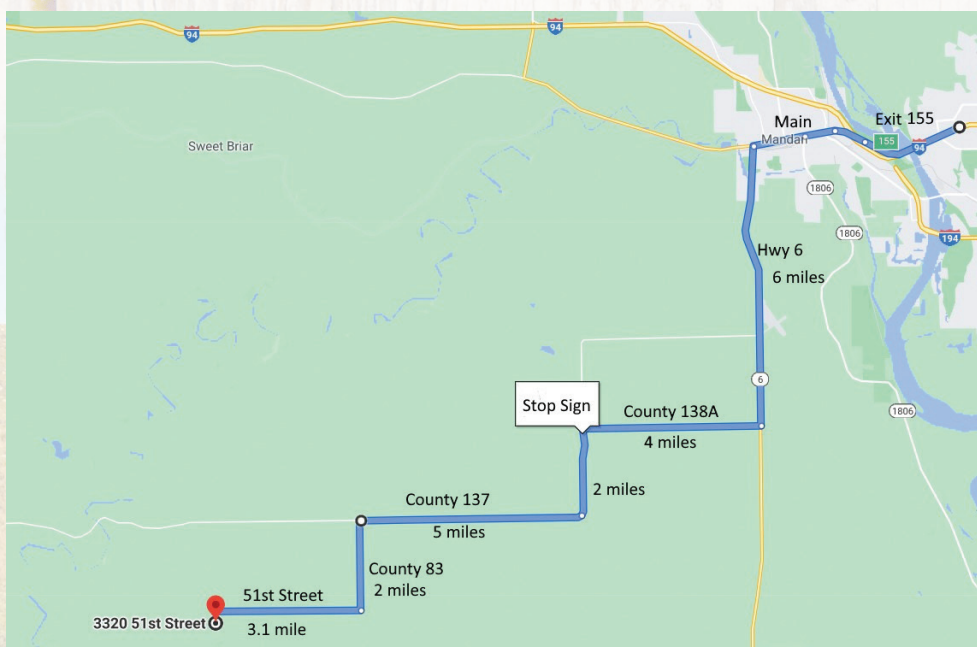 94
94
Exit 155
Main
Mandan
155
94
Sweet Briar
1806
1806
194
Hwy 6
6 miles
6
Stop Sign
County 138A
4 miles
1806
2 miles
County 137
5 miles
County 83
2 miles
51st Street
3320 51st Street
3.1 mile